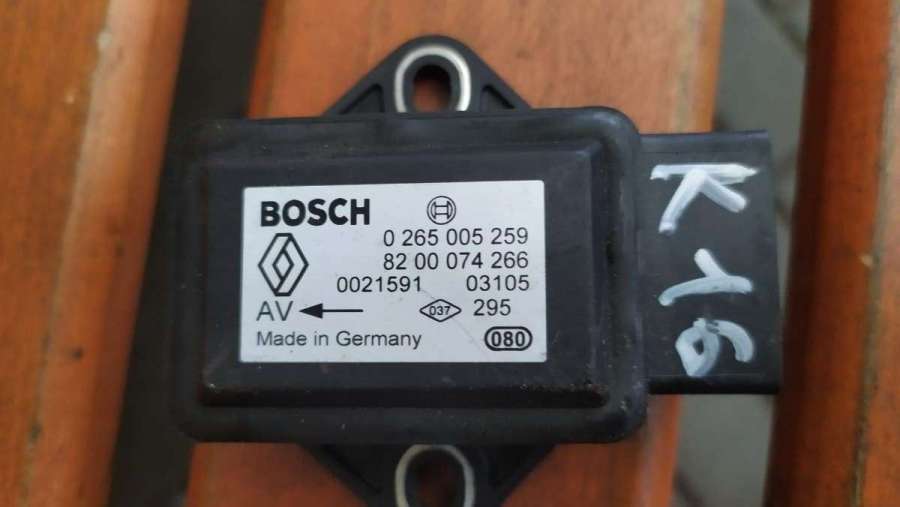 BOSCH
0 265 005 259
82 00 074 266
0021591 03105
AV 037 295
Made in Germany 080
K16